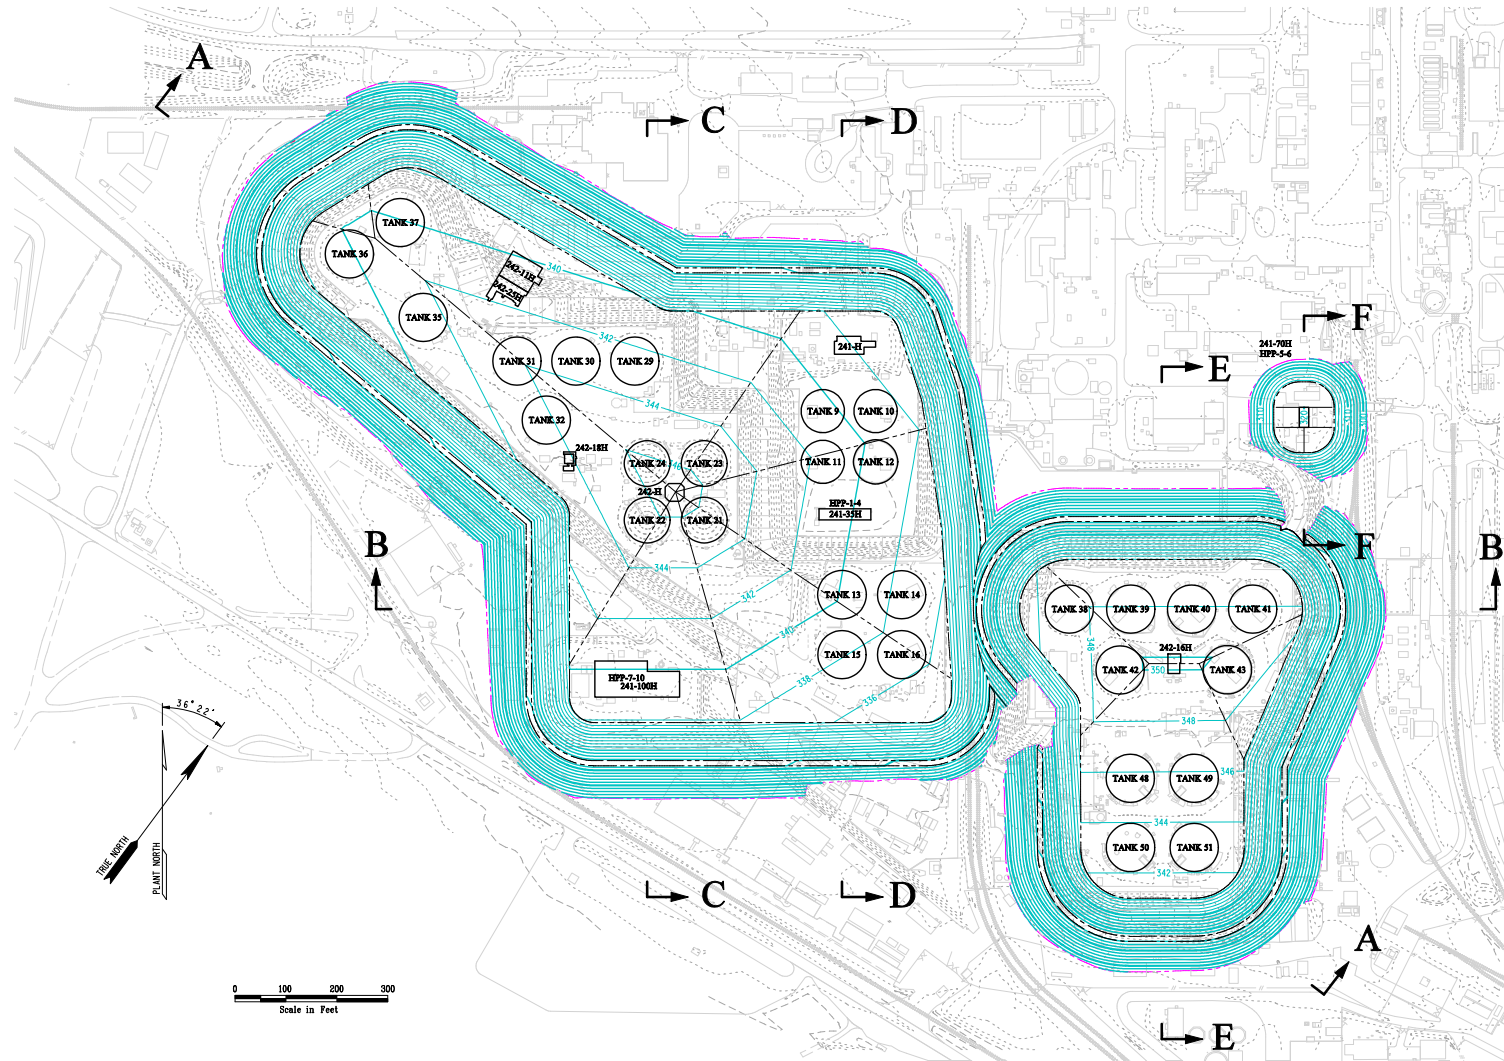 A
C
D
TANK 37
TANK 36
242-11H
242-25H
340
TANK 35
F
241-70H
HPP-5-6
E
342
241-H
TANK 31
TANK 30
TANK 29
344
TANK 9
TANK 10
320
TANK 32
242-18H
TANK 24
346
TANK 23
TANK 11
TANK 12
242-H
HPP-1-4
241-35H
TANK 22
TANK 21
B
F
B
344
342
TANK 13
TANK 14
TANK 38
TANK 39
TANK 40
TANK 41
340
348
242-16H
TANK 15
TANK 16
TANK 42
350
TANK 43
HPP-7-10
241-100H
338
336
348
36° 22'
TANK 48
TANK 49
346
344
TRUE NORTH
PLANT NORTH
TANK 50
TANK 51
342
C
D
A
0 100 200 300
Scale in Feet
E